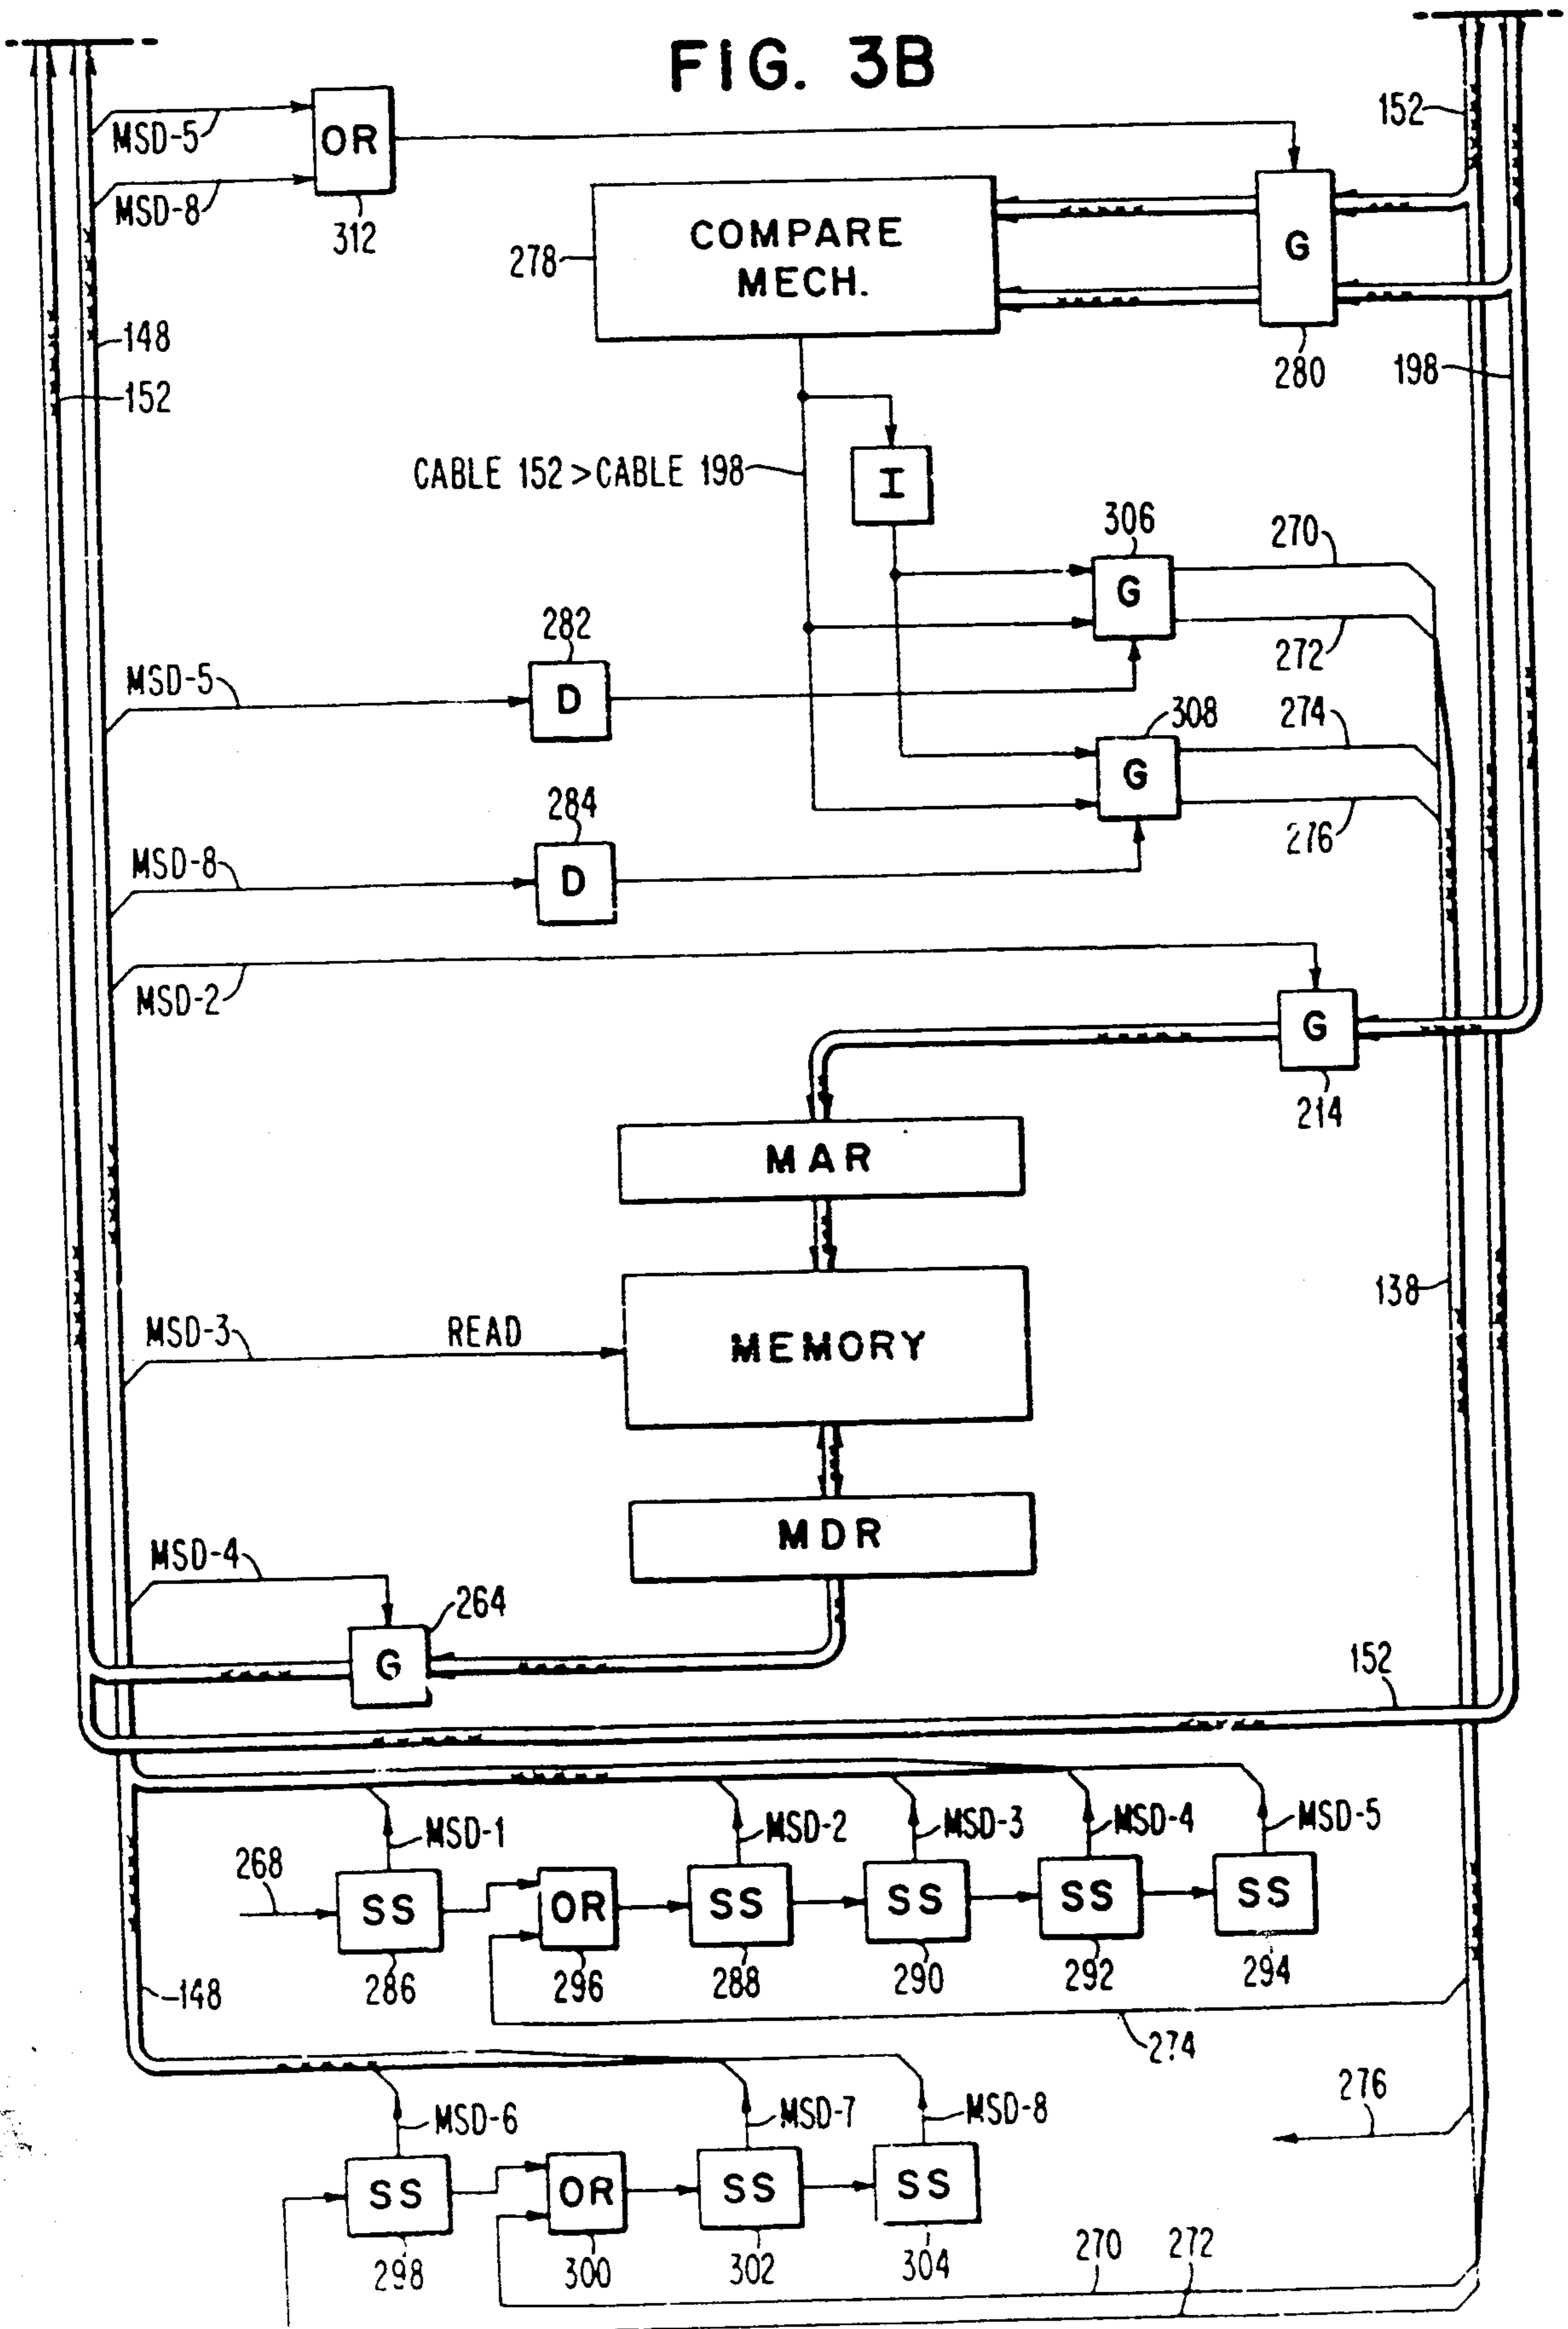 FIG. 3B
152
MSD-5
OR
MSD-8
312
COMPARE
MECH.
278
G
280
198
148
152
CABLE 152 > CABLE 198
I
306
270
G
272
282
MSD-5
D
308
274
G
276
284
MSD-8
D
MSD-2
G
214
MAR
138
MSD-3
READ
MEMORY
MDR
MSD-4
264
G
152
MSD-1
MSD-2
MSD-3
MSD-4
MSD-5
268
SS
OR
SS
SS
SS
SS
286
296
288
290
292
294
148
274
276
MSD-6
MSD-7
MSD-8
SS
OR
SS
SS
298
300
302
304
270
272